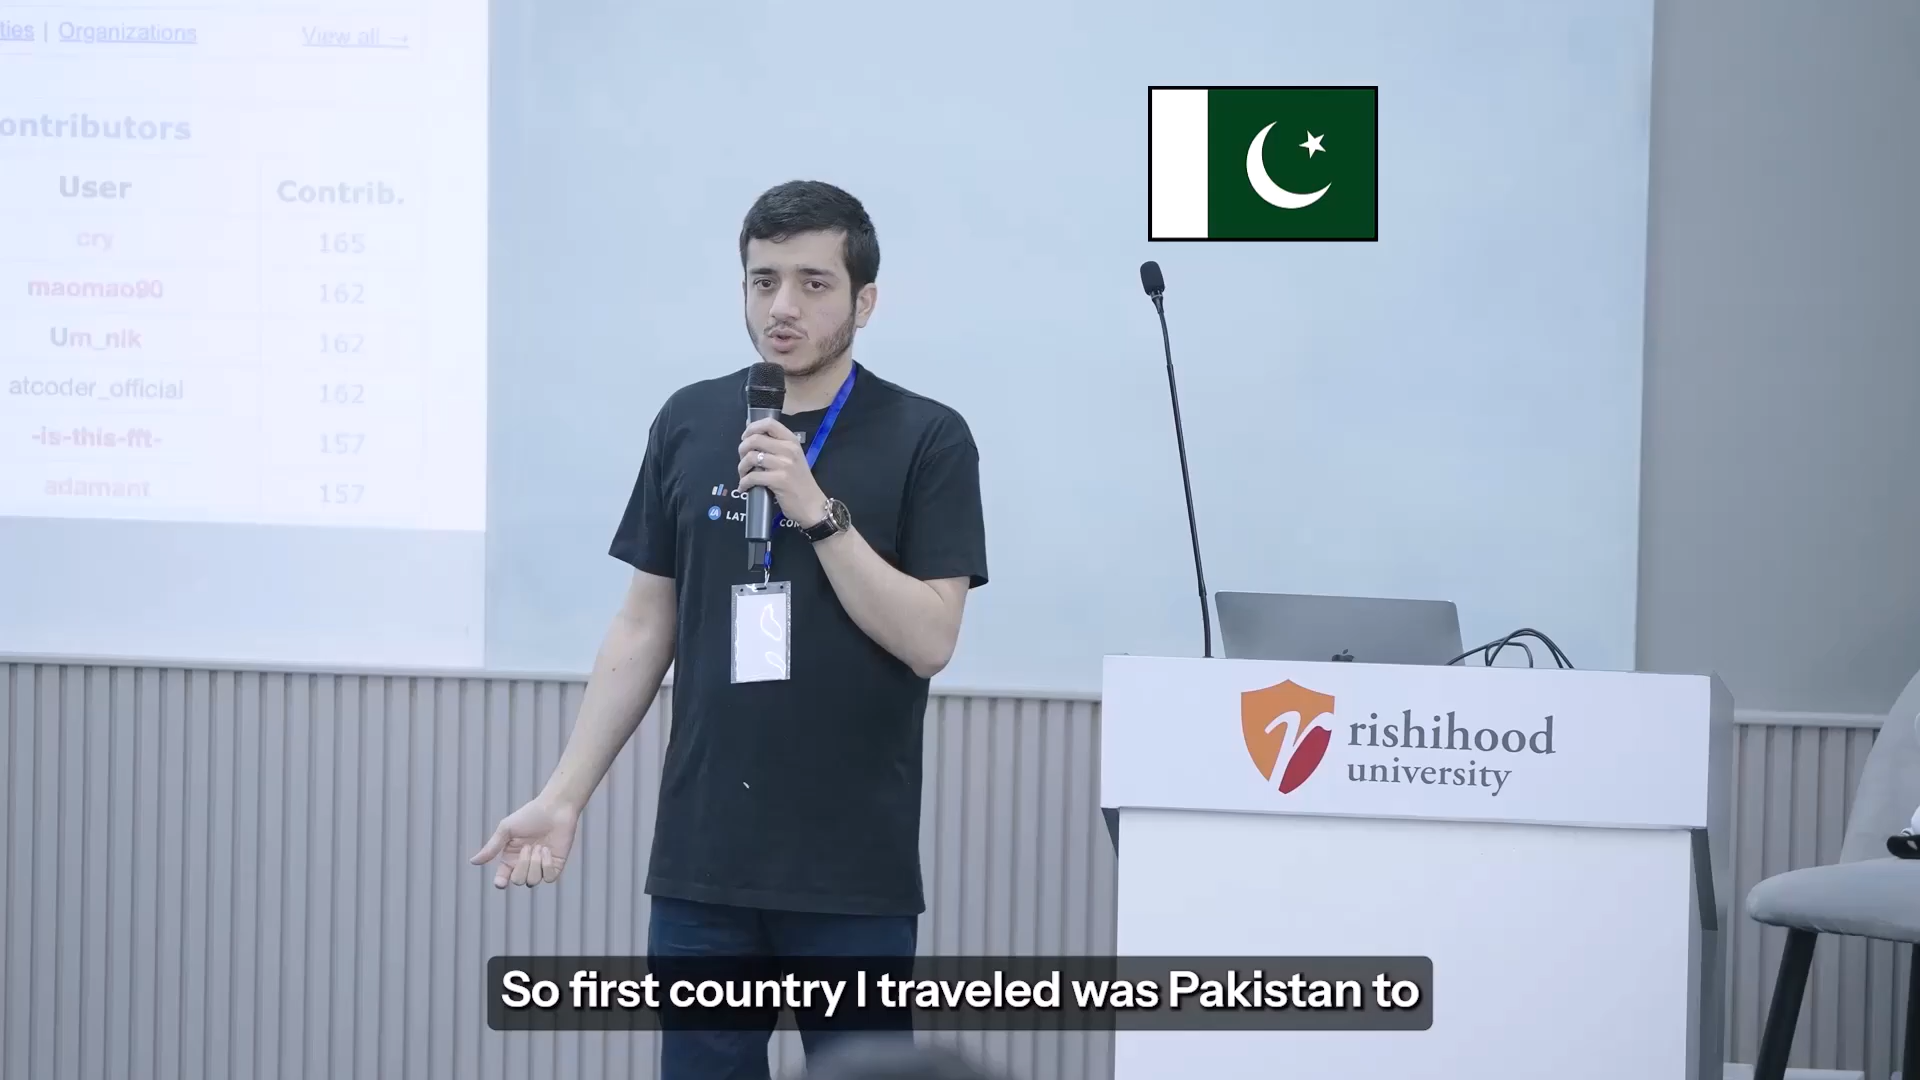 ties | Organizations View all →
ontributors
User Contrib.
cry 165
maomao90 162
Um_nik 162
atcoder_official 162
-is-this-fft- 157
adamant 157
rishihood
university
So first country I traveled was Pakistan to